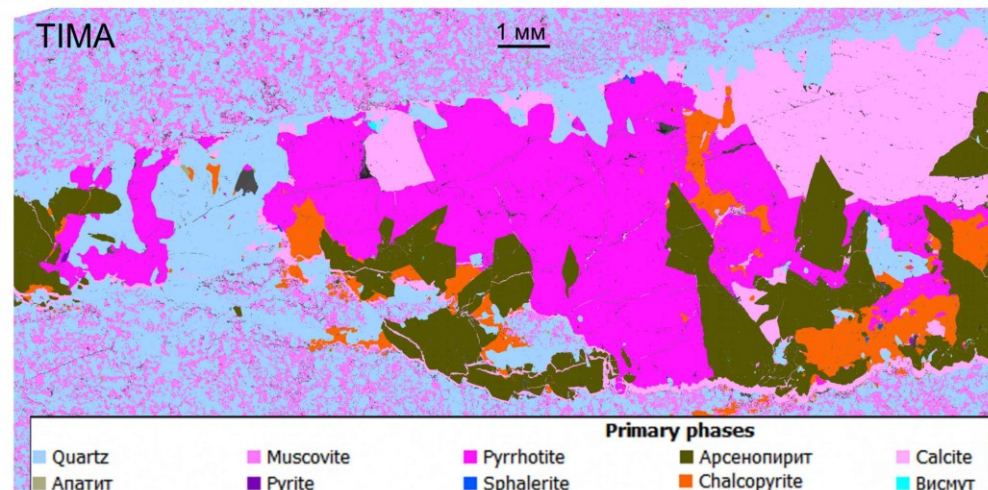 TIMA
1 мм
Primary phases
Quartz Muscovite Pyrrhotite Арсенопирит Calcite
Апатит Pyrite Sphalerite Chalcopyrite Висмут